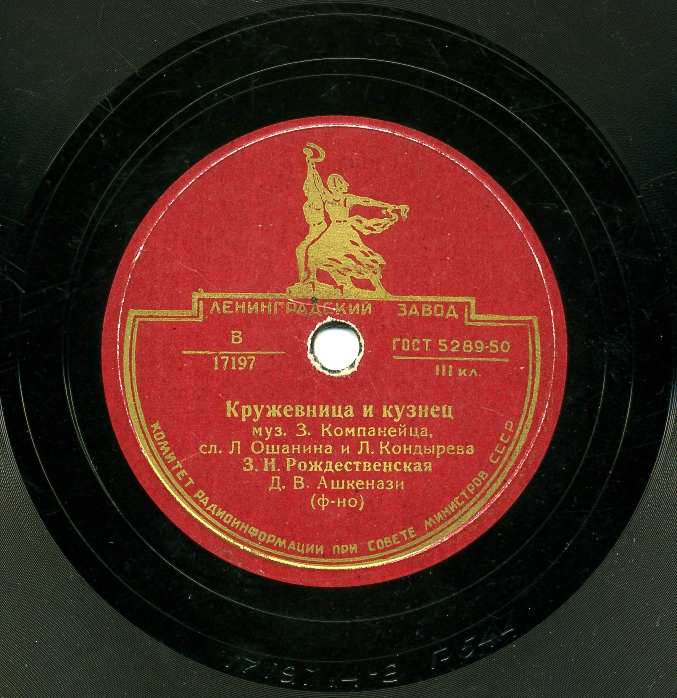 ЛЕНИНГРАДСКИЙ ЗАВОД
В
17197
ГОСТ 5289-50
III кл.
Кружевница и кузнец
муз. З. Компанейца,
сл. Л Ошанина и Л. Кондырева
З. Н. Рождественская
Д. В. Ашкенази
(ф-но)
КОМИТЕТ РАДИОИНФОРМАЦИИ ПРИ СОВЕТЕ МИНИСТРОВ СССР